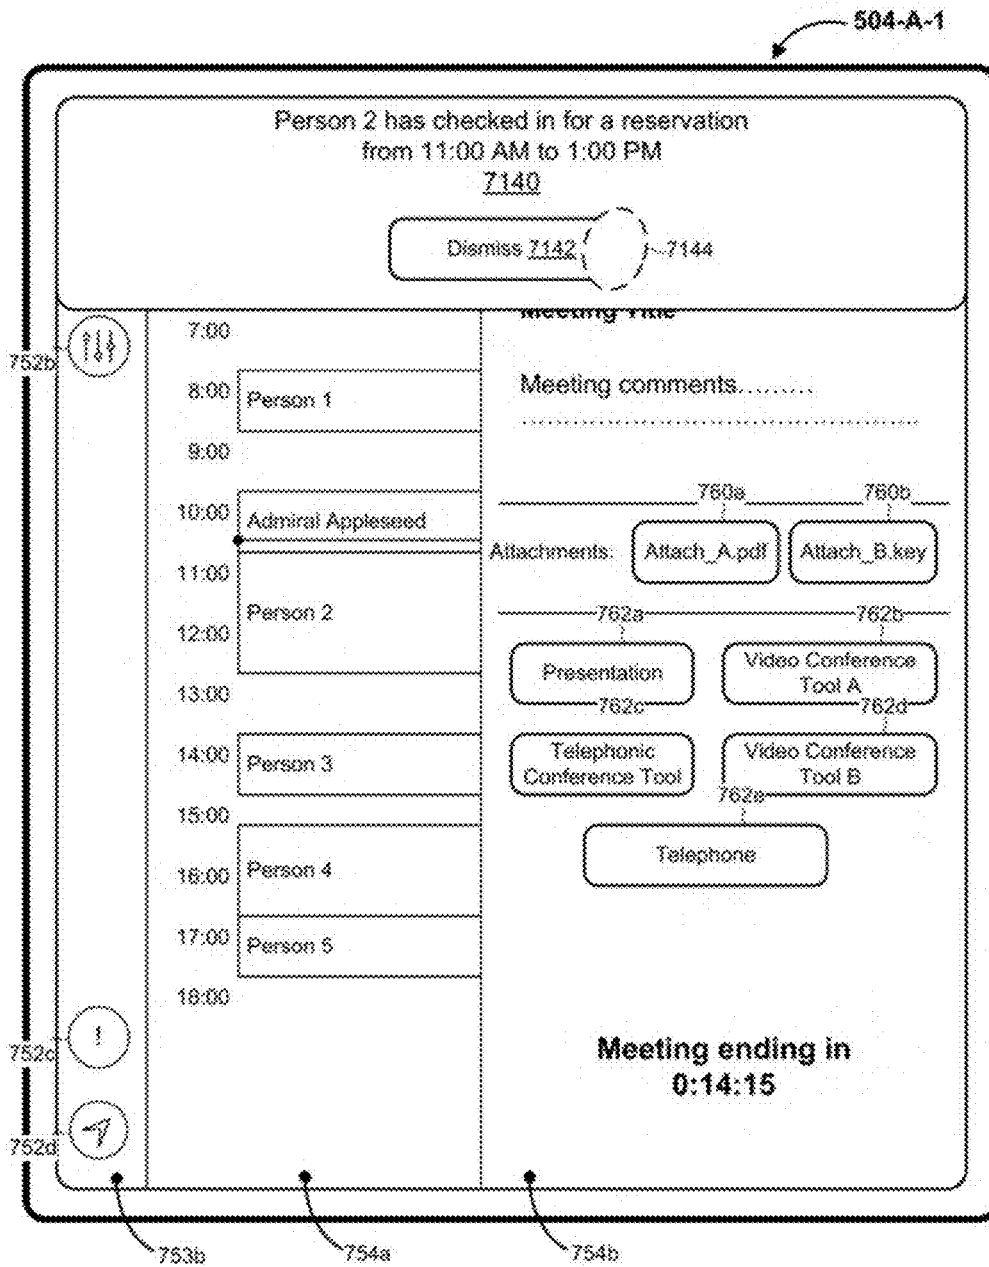 504-A-1
Person 2 has checked in for a reservation
from 11:00 AM to 1:00 PM
7140
Dismiss 7142
7144
Meeting Title
752b
7:00
8:00
Person 1
9:00
10:00
Admiral Appleseed
11:00
Person 2
12:00
13:00
14:00
Person 3
15:00
16:00
Person 4
17:00
Person 5
18:00
Meeting comments.........
760a
760b
Attachments:
Attach_A.pdf
Attach_B.key
762a
762b
Presentation
Video Conference
Tool A
762c
762d
Telephonic
Conference Tool
Video Conference
Tool B
762e
Telephone
Meeting ending in
0:14:15
!
752c
752d
753b
754a
754b